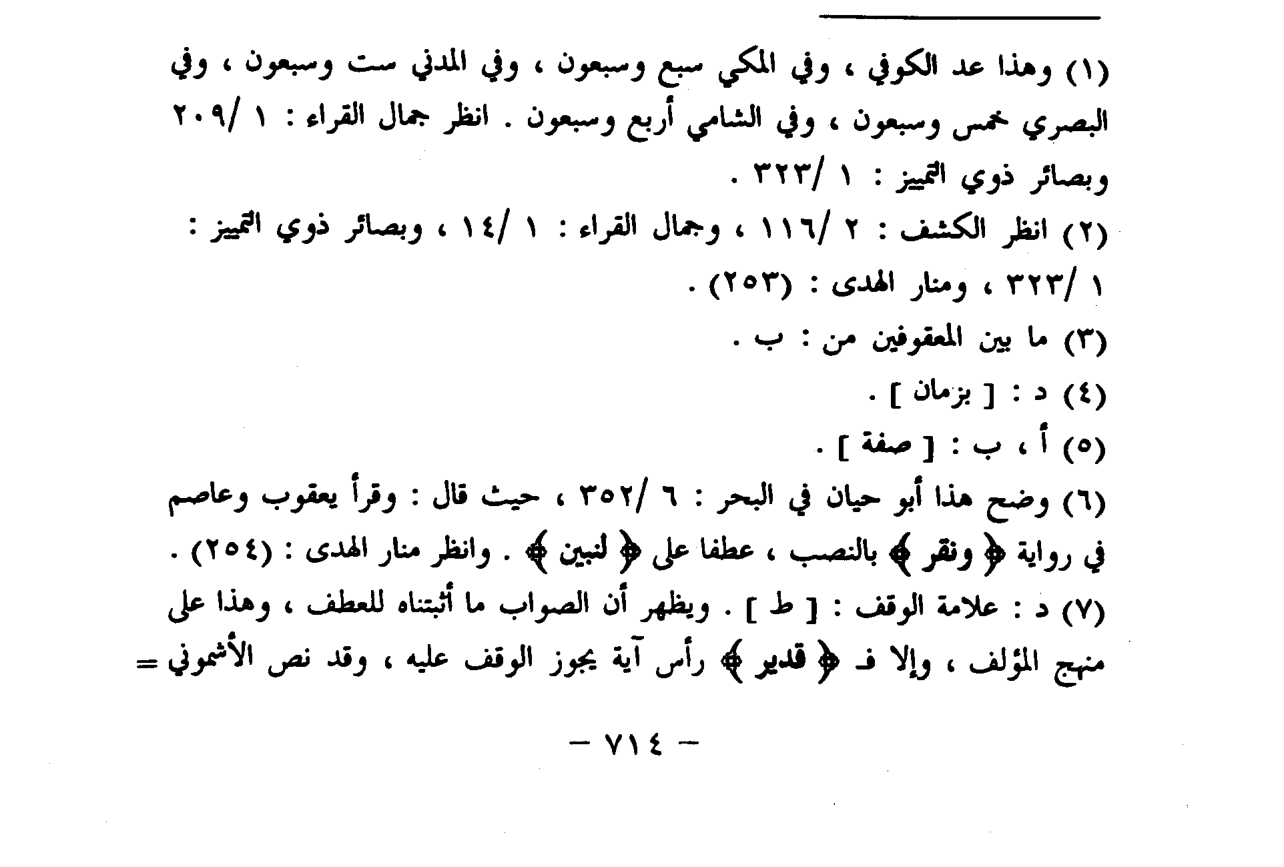 (١) وهذا عد الكوفي ، وفي المكي سبع وسبعون ، وفي المدني ست وسبعون ، وفي
البصري خمس وسبعون ، وفي الشامي أربع وسبعون . انظر جمال القراء : ١ /٢٠٩
وبصائر ذوي التمييز : ١ /٣٢٣ .
(٢) انظر الكشف : ٢ /١١٦ ، وجمال القراء : ١ /١٤ ، وبصائر ذوي التمييز :
١ /٣٢٣ ، ومنار الهدى : (٢٥٣) .
(٣) ما بين المعقوفين من : ب .
(٤) د : [ بزمان ] .
(٥) أ ، ب : [ صفة ] .
(٦) وضح هذا أبو حيان في البحر : ٦ /٣٥٢ ، حيث قال : وقرأ يعقوب وعاصم
في رواية ﴿ ونقر ﴾ بالنصب ، عطفا على ﴿ لنبين ﴾ . وانظر منار الهدى : (٢٥٤) .
(٧) د : علامة الوقف : [ ط ] . ويظهر أن الصواب ما أثبتناه للعطف ، وهذا على
منهج المؤلف ، وإلا فـ ﴿ قدير ﴾ رأس آية يجوز الوقف عليه ، وقد نص الأشموني =
– ٧١٤ –